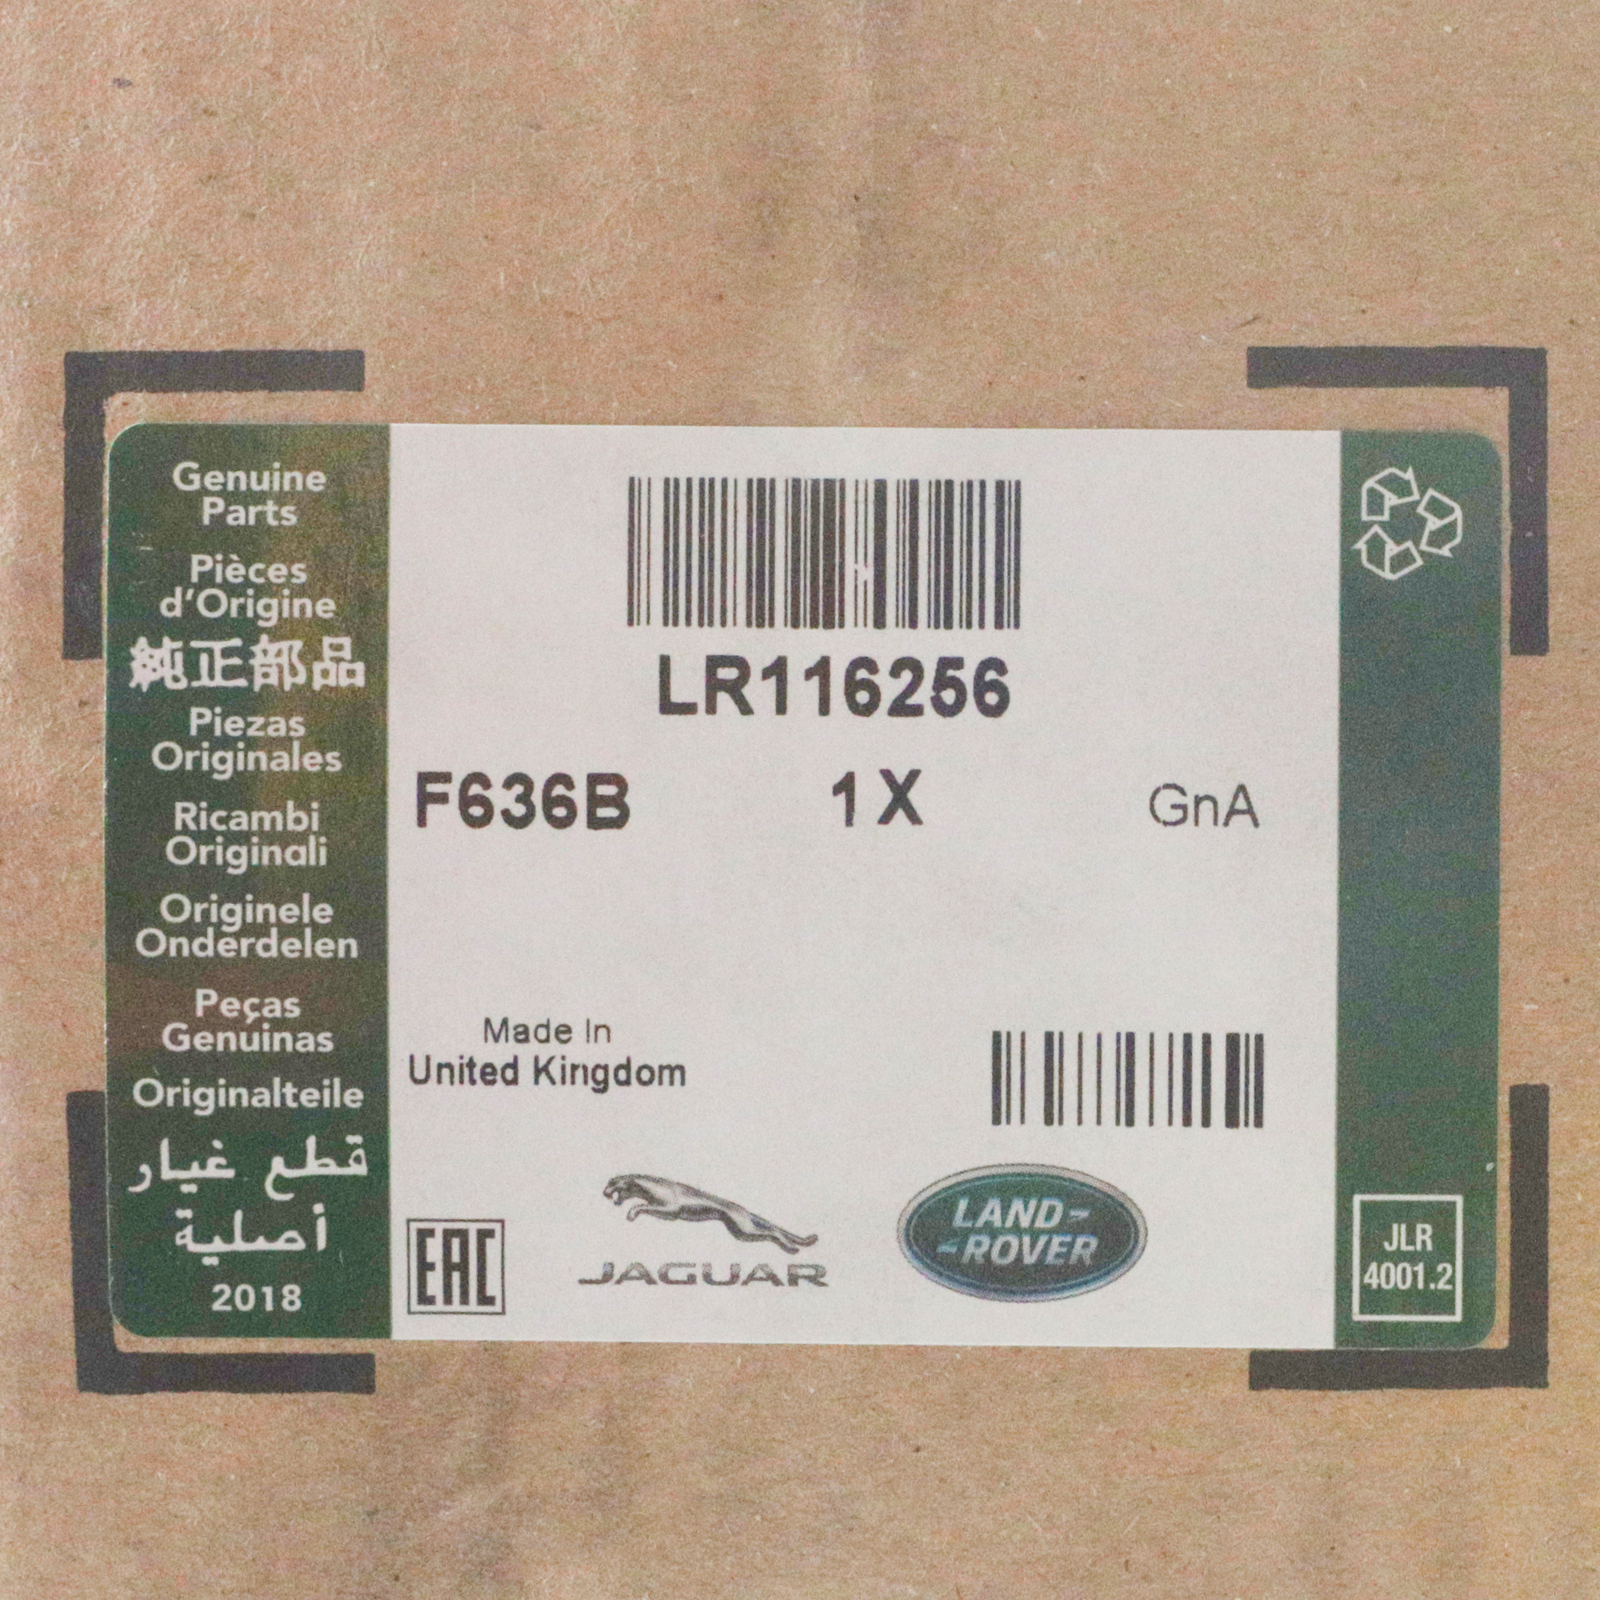 Genuine
Parts
Pièces
d'Origine
純正部品
Piezas
Originales
Ricambi
Originali
Originele
Onderdelen
Peças
Genuinas
Originalteile
قطع غيار
أصلية
2018
LR116256
F636B 1 X GnA
Made In
United Kingdom
EAC
JAGUAR
LAND-
-ROVER
JLR
4001.2